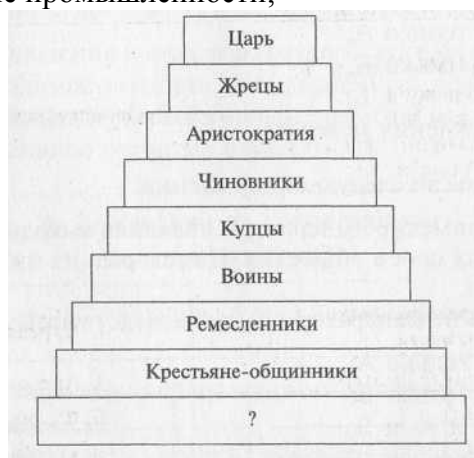 промышленности;
Царь
Жрецы
Аристократия
Чиновники
Купцы
Воины
Ремесленники
Крестьяне-общинники
?